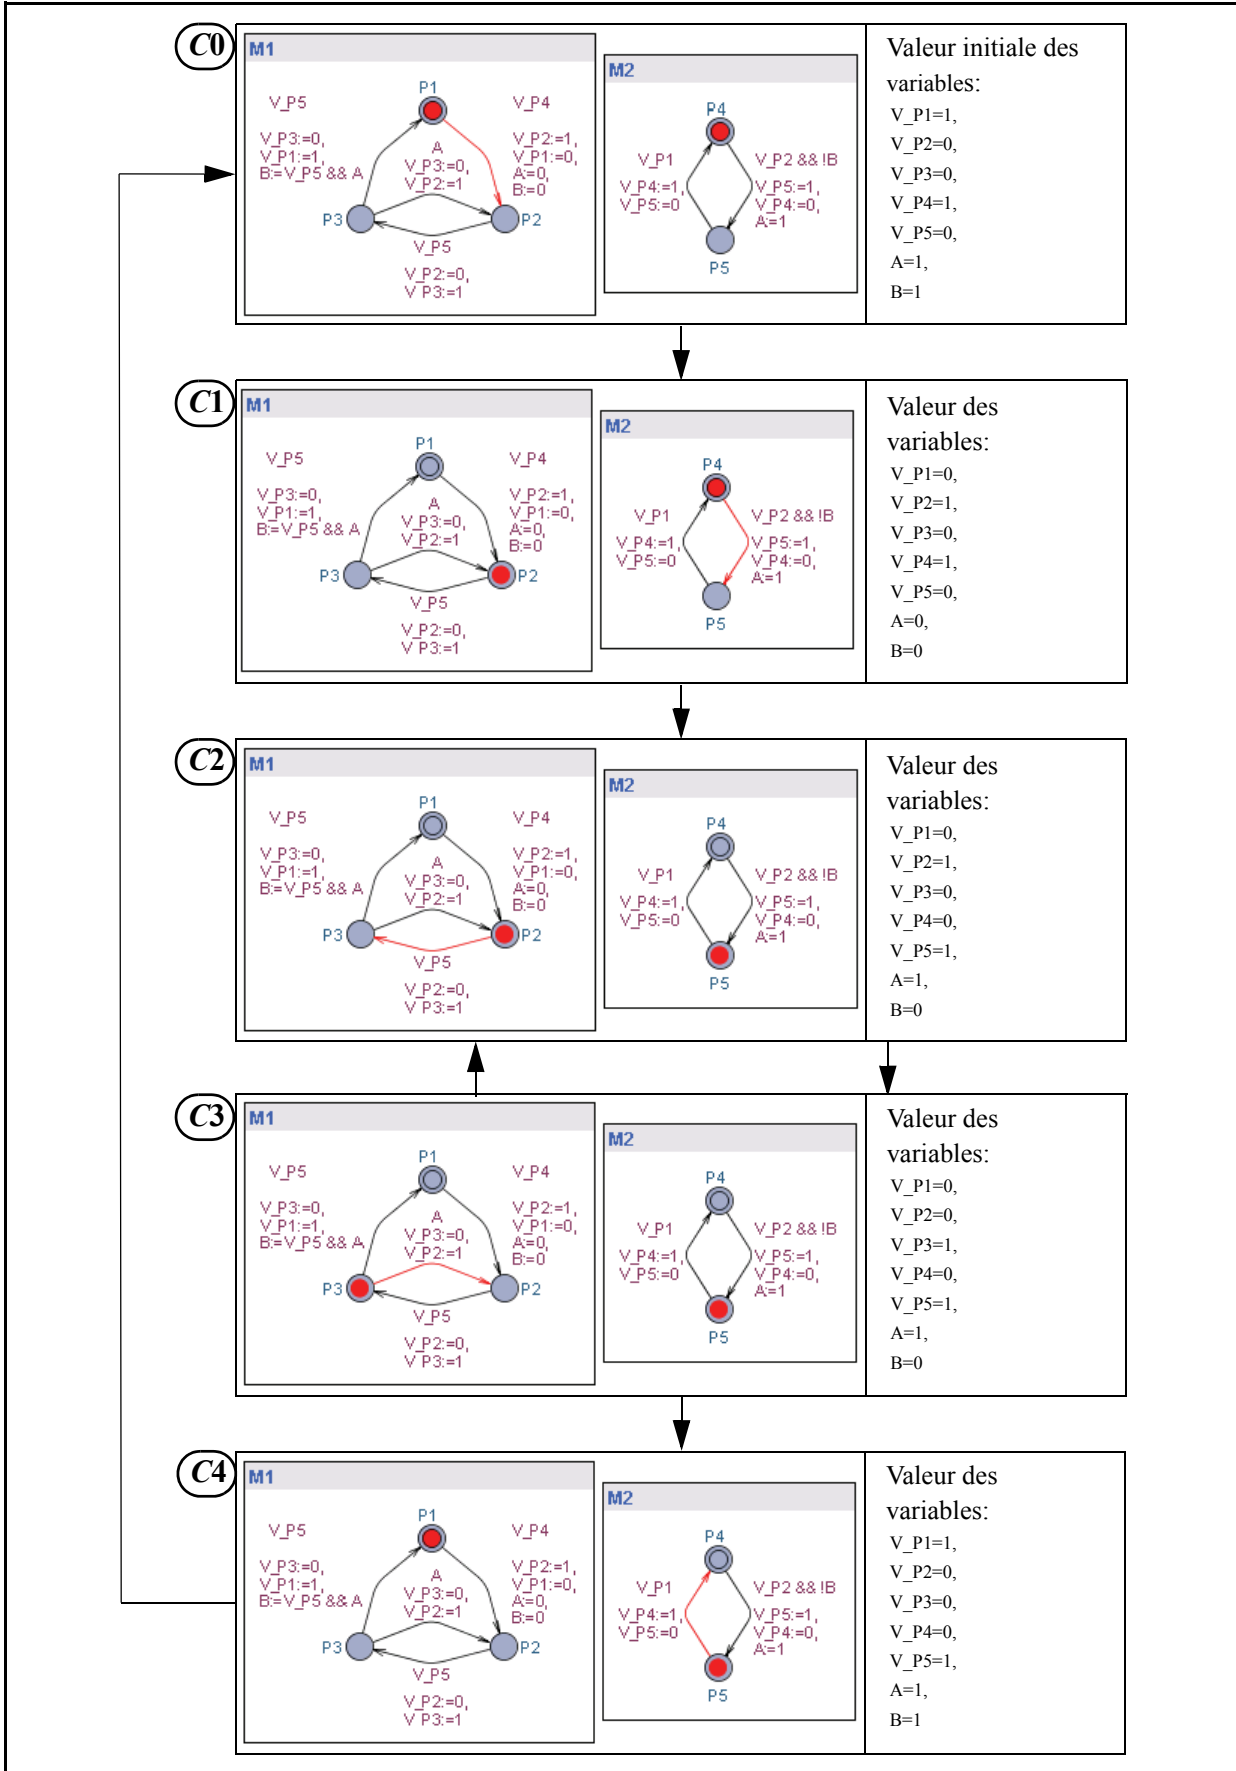 C0
M1
P1
V_P5
V_P4
V_P3:=0,
V_P1:=1,
B:=V_P5 && A
A
V_P3:=0,
V_P2:=1
V_P2:=1,
V_P1:=0,
A:=0,
B:=0
P3
P2
V_P5
V_P2:=0,
V_P3:=1
M2
P4
V_P1
V_P2 && !B
V_P4:=1,
V_P5:=0
V_P5:=1,
V_P4:=0,
A:=1
P5
Valeur initiale des
variables:
V_P1=1,
V_P2=0,
V_P3=0,
V_P4=1,
V_P5=0,
A=1,
B=1
C1
M1
P1
V_P5
V_P4
V_P3:=0,
V_P1:=1,
B:=V_P5 && A
A
V_P3:=0,
V_P2:=1
V_P2:=1,
V_P1:=0,
A:=0,
B:=0
P3
P2
V_P5
V_P2:=0,
V_P3:=1
M2
P4
V_P1
V_P2 && !B
V_P4:=1,
V_P5:=0
V_P5:=1,
V_P4:=0,
A:=1
P5
Valeur des
variables:
V_P1=0,
V_P2=1,
V_P3=0,
V_P4=1,
V_P5=0,
A=0,
B=0
C2
M1
P1
V_P5
V_P4
V_P3:=0,
V_P1:=1,
B:=V_P5 && A
A
V_P3:=0,
V_P2:=1
V_P2:=1,
V_P1:=0,
A:=0,
B:=0
P3
P2
V_P5
V_P2:=0,
V_P3:=1
M2
P4
V_P1
V_P2 && !B
V_P4:=1,
V_P5:=0
V_P5:=1,
V_P4:=0,
A:=1
P5
Valeur des
variables:
V_P1=0,
V_P2=1,
V_P3=0,
V_P4=0,
V_P5=1,
A=1,
B=0
C3
M1
P1
V_P5
V_P4
V_P3:=0,
V_P1:=1,
B:=V_P5 && A
A
V_P3:=0,
V_P2:=1
V_P2:=1,
V_P1:=0,
A:=0,
B:=0
P3
P2
V_P5
V_P2:=0,
V_P3:=1
M2
P4
V_P1
V_P2 && !B
V_P4:=1,
V_P5:=0
V_P5:=1,
V_P4:=0,
A:=1
P5
Valeur des
variables:
V_P1=0,
V_P2=0,
V_P3=1,
V_P4=0,
V_P5=1,
A=1,
B=0
C4
M1
P1
V_P5
V_P4
V_P3:=0,
V_P1:=1,
B:=V_P5 && A
A
V_P3:=0,
V_P2:=1
V_P2:=1,
V_P1:=0,
A:=0,
B:=0
P3
P2
V_P5
V_P2:=0,
V_P3:=1
M2
P4
V_P1
V_P2 && !B
V_P4:=1,
V_P5:=0
V_P5:=1,
V_P4:=0,
A:=1
P5
Valeur des
variables:
V_P1=1,
V_P2=0,
V_P3=0,
V_P4=0,
V_P5=1,
A=1,
B=1